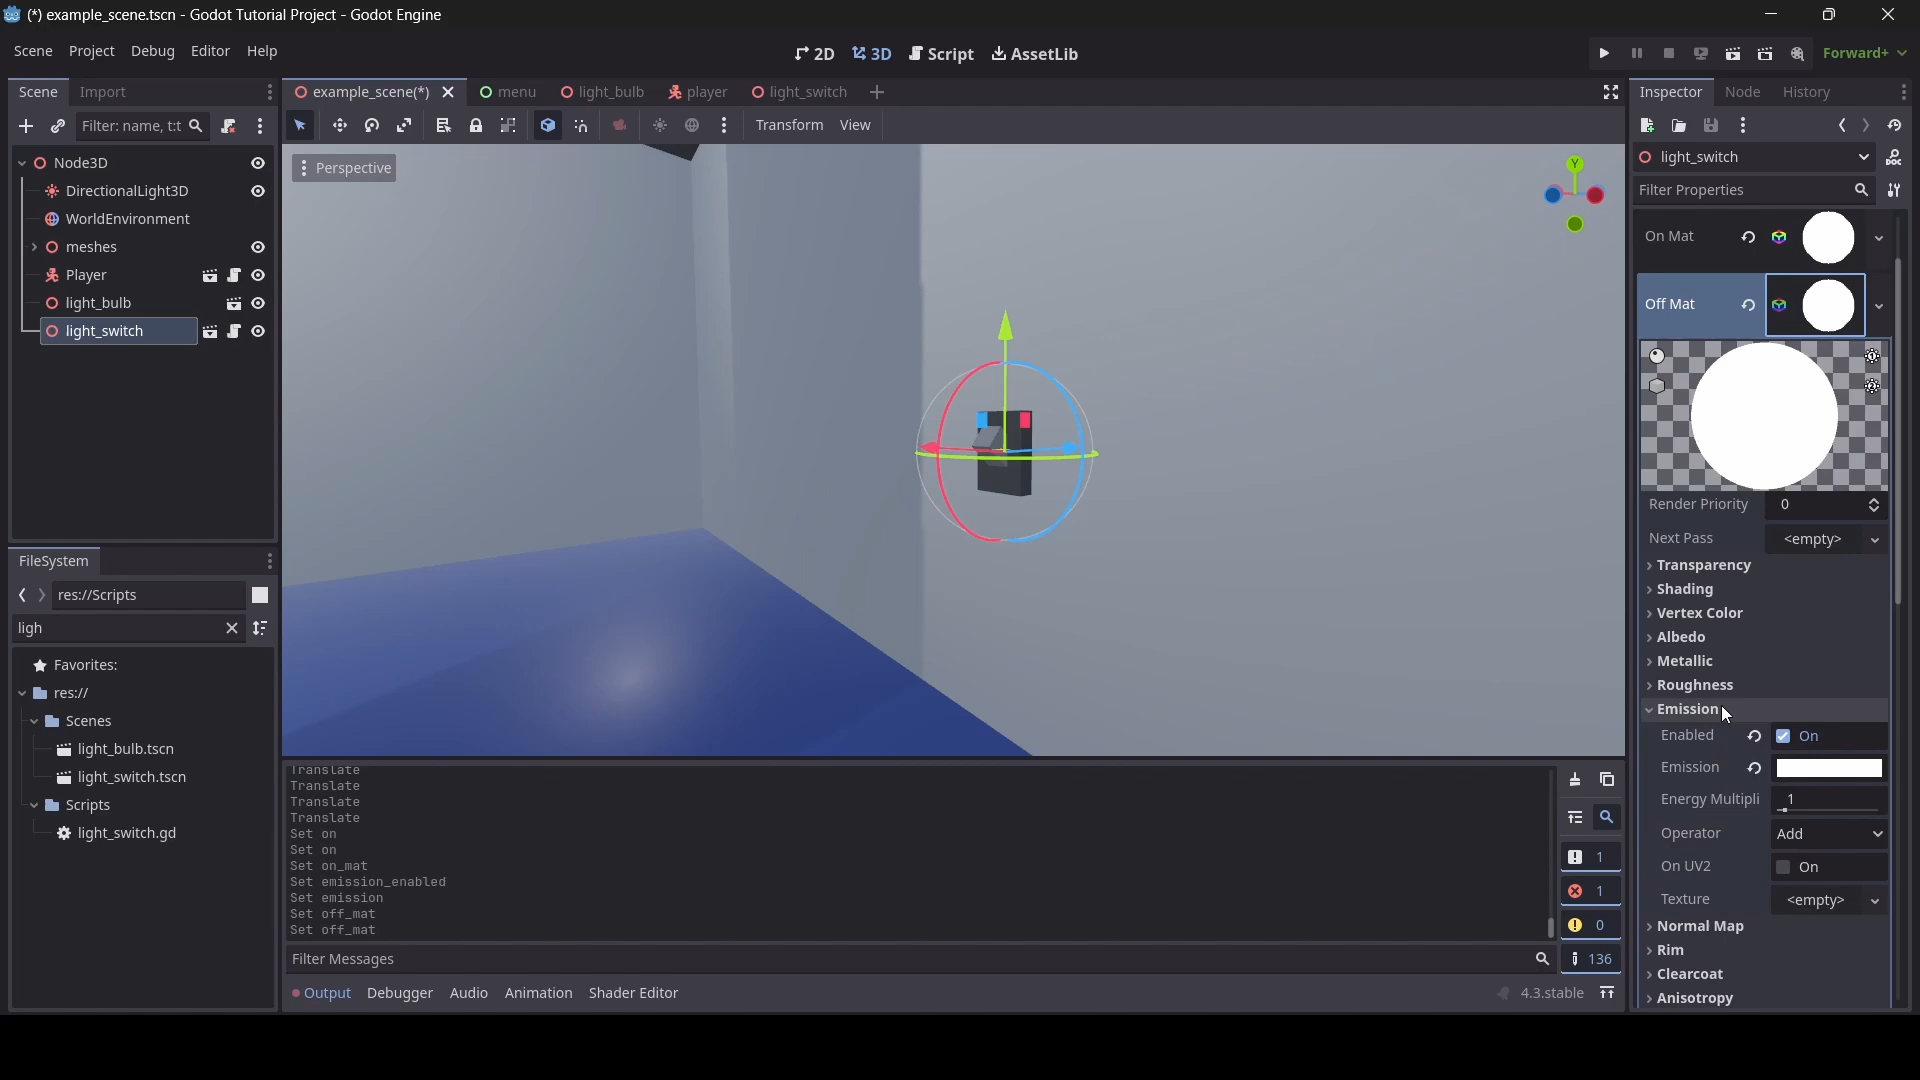 (*) example_scene.tscn - Godot Tutorial Project - Godot Engine
Scene Project Debug Editor Help
2D 3D Script AssetLib
Forward+
Scene Import
example_scene(*) menu light_bulb player light_switch
Inspector Node History
Filter: name, t:t
Transform View
Node3D
DirectionalLight3D
WorldEnvironment
meshes
Player
light_bulb
light_switch
FileSystem
res://Scripts
ligh
Favorites:
res://
Scenes
light_bulb.tscn
light_switch.tscn
Scripts
light_switch.gd
Perspective
Y
Translate
Translate
Translate
Translate
Set on
Set on
Set on_mat
Set emission_enabled
Set emission
Set off_mat
Set off_mat
1
1
0
136
Filter Messages
Output Debugger Audio Animation Shader Editor
4.3.stable
light_switch
Filter Properties
On Mat
Off Mat
1
2
Render Priority 0
Next Pass <empty>
Transparency
Shading
Vertex Color
Albedo
Metallic
Roughness
Emission
Enabled On
Emission
Energy Multipli 1
Operator Add
On UV2 On
Texture <empty>
Normal Map
Rim
Clearcoat
Anisotropy